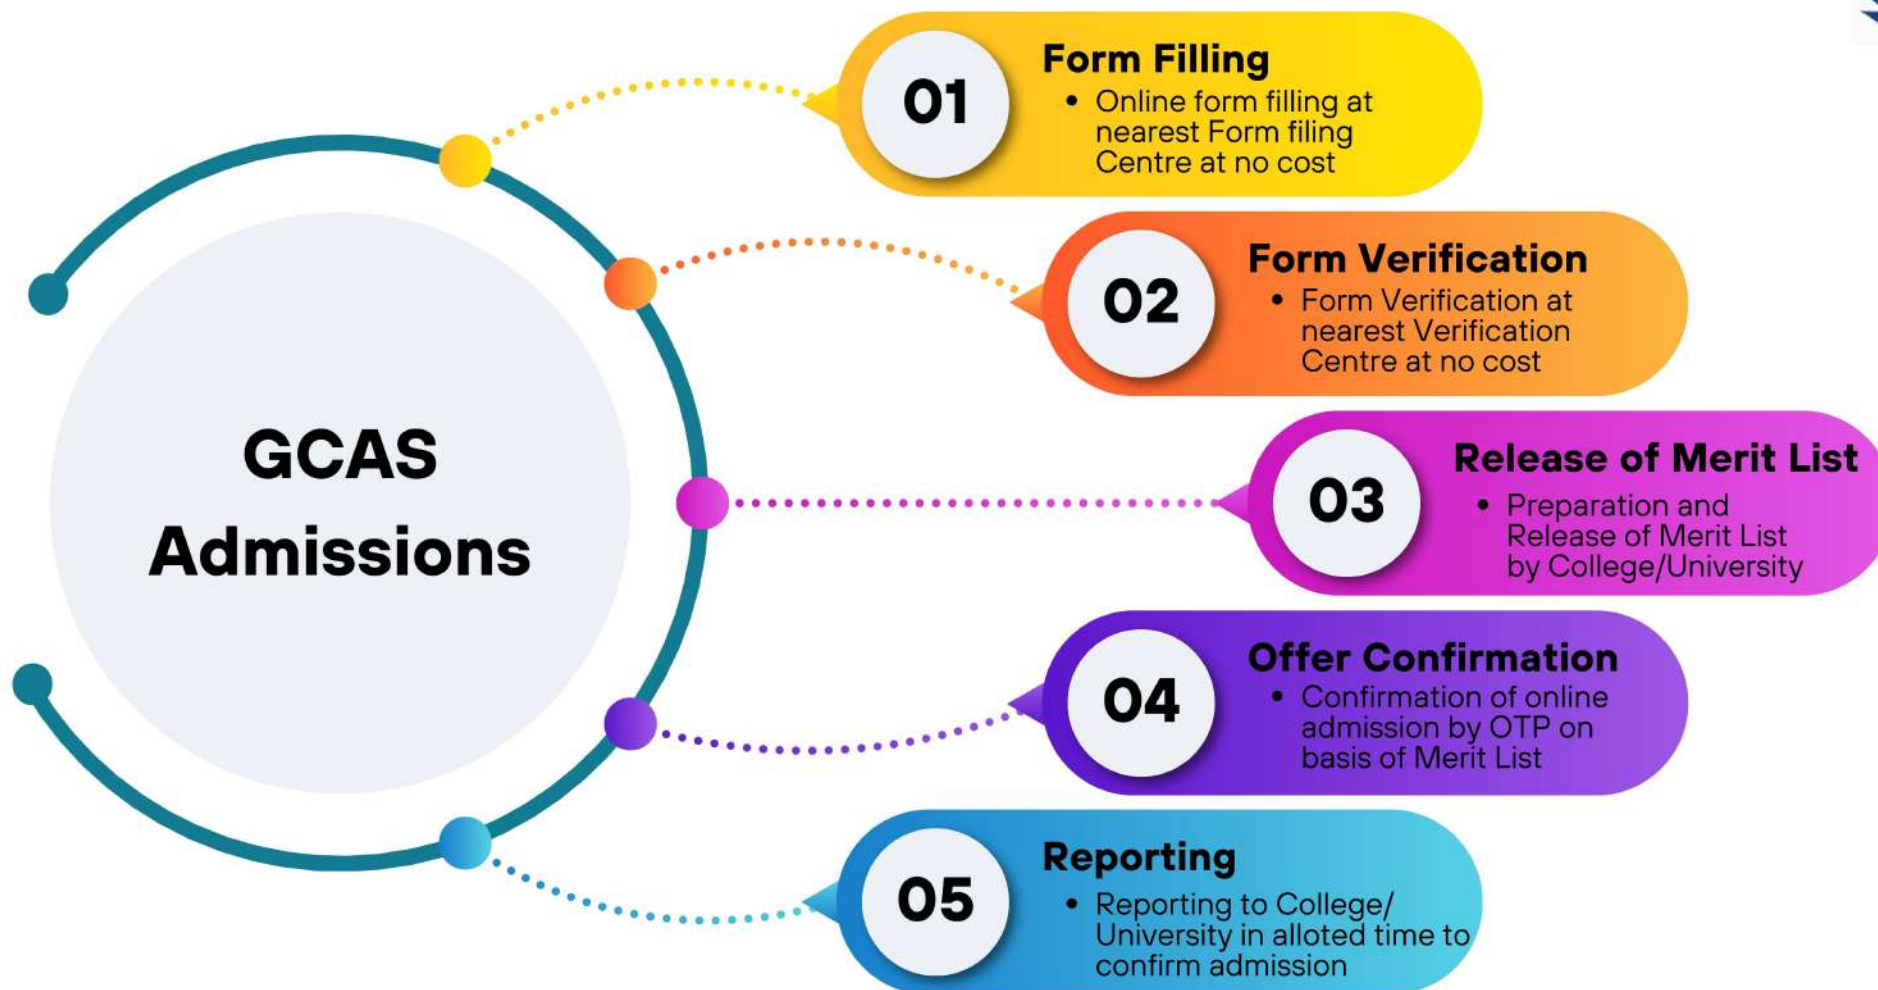 GCAS
Admissions
01
Form Filling
• Online form filling at
nearest Form filing
Centre at no cost
02
Form Verification
• Form Verification at
nearest Verification
Centre at no cost
03
Release of Merit List
• Preparation and
Release of Merit List
by College/University
04
Offer Confirmation
• Confirmation of online
admission by OTP on
basis of Merit List
05
Reporting
• Reporting to College/
University in alloted time to
confirm admission